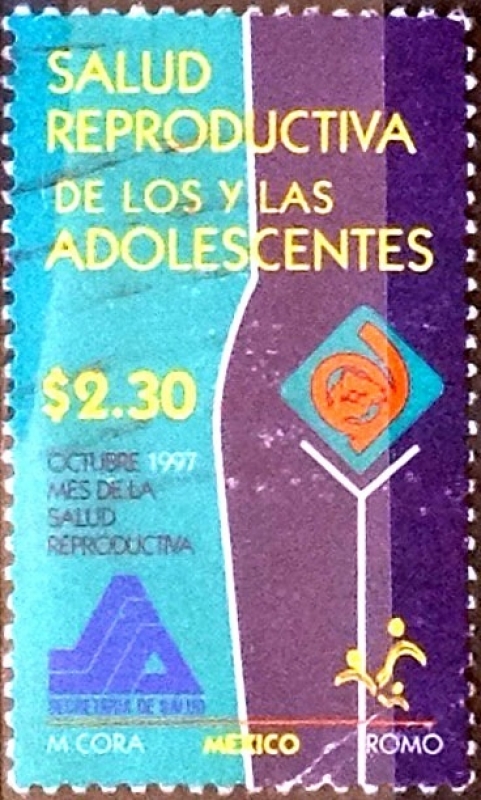 SALUD
REPRODUCTIVA
DE LOS Y LAS
ADOLESCENTES
$2.30
OCTUBRE 1997
MES DE LA
SALUD
REPRODUCTIVA
SECRETARIA DE SALUD
M CORA MEXICO ROMO